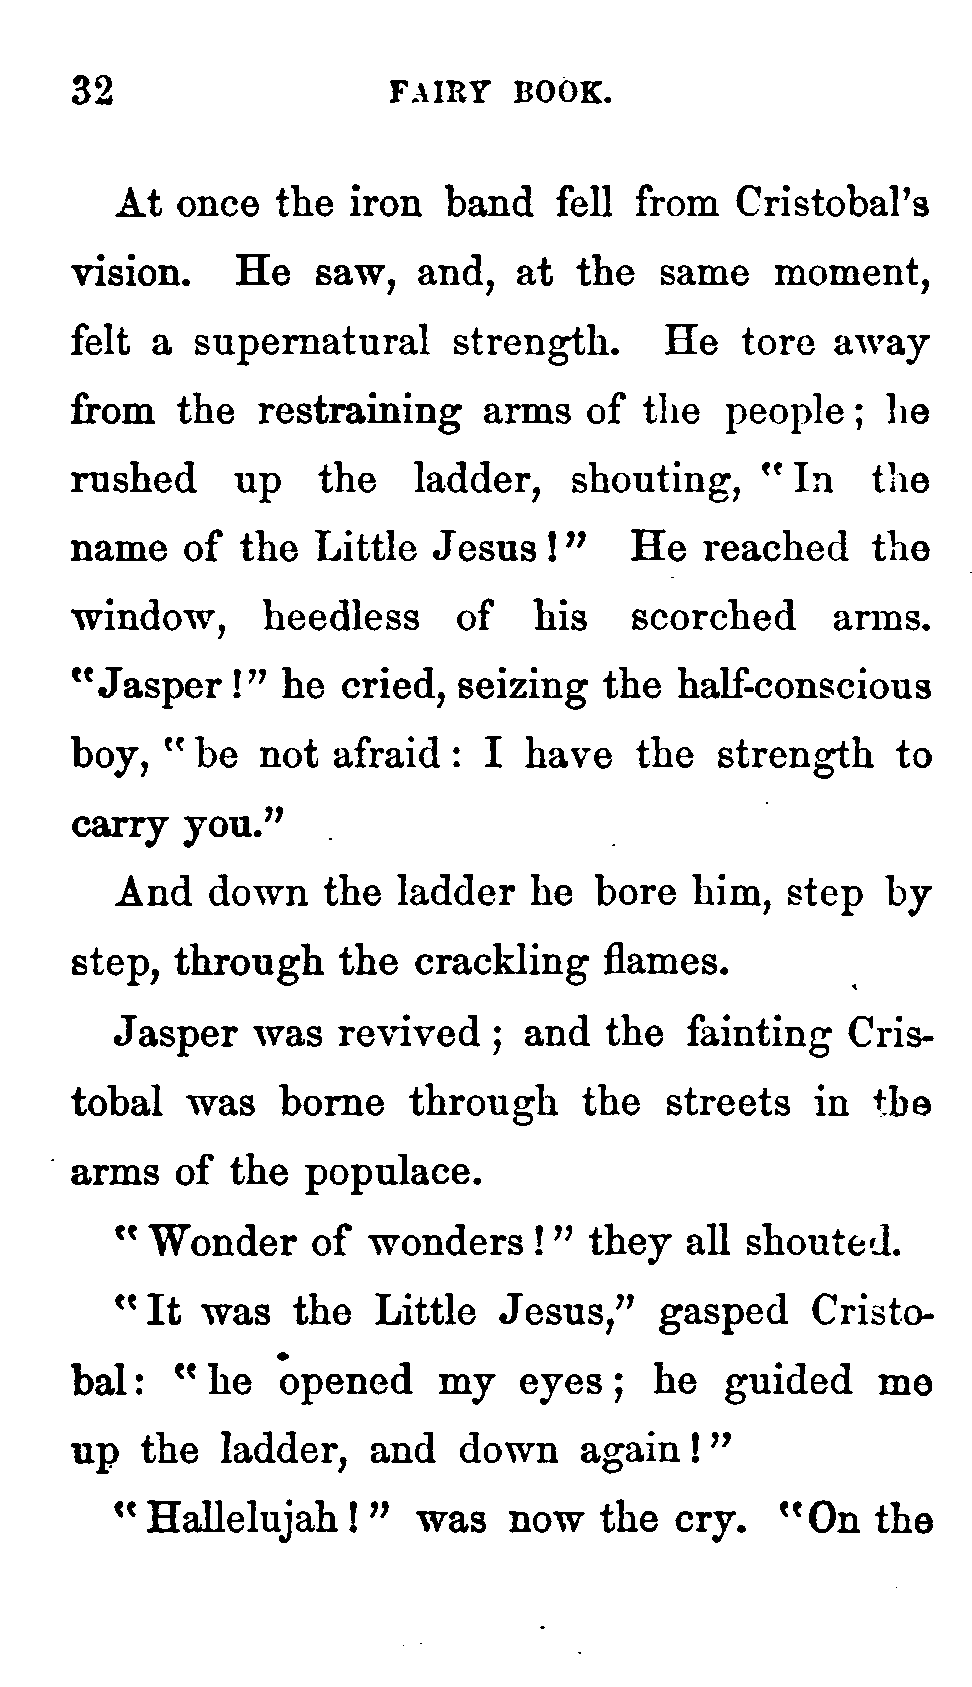 32 FAIRY BOOK.
At once the iron band fell from Cristobal's
vision. He saw, and, at the same moment,
felt a supernatural strength. He tore away
from the restraining arms of the people; he
rushed up the ladder, shouting, "In the
name of the Little Jesus!" He reached the
window, heedless of his scorched arms.
"Jasper!" he cried, seizing the half-conscious
boy, "be not afraid: I have the strength to
carry you."
And down the ladder he bore him, step by
step, through the crackling flames.
Jasper was revived; and the fainting Cris-
tobal was borne through the streets in the
arms of the populace.
"Wonder of wonders!" they all shouted.
"It was the Little Jesus," gasped Cristo-
bal: "he opened my eyes; he guided me
up the ladder, and down again!"
"Hallelujah!" was now the cry. "On the